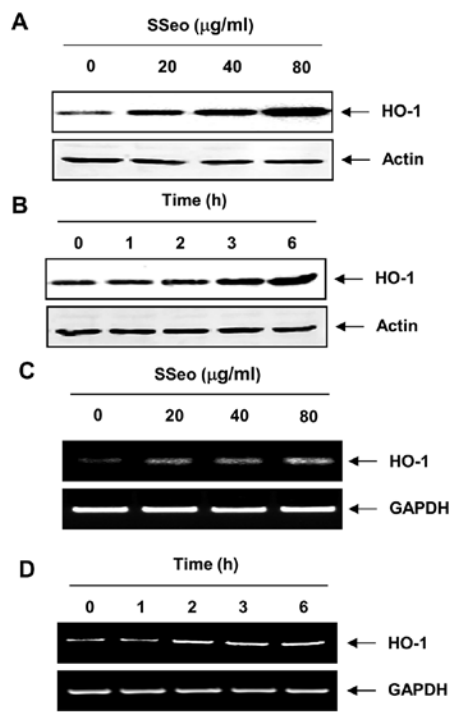 A
SSeo (μg/ml)
0 20 40 80
HO-1
Actin
B
Time (h)
0 1 2 3 6
HO-1
Actin
C
SSeo (μg/ml)
0 20 40 80
HO-1
GAPDH
D
Time (h)
0 1 2 3 6
HO-1
GAPDH